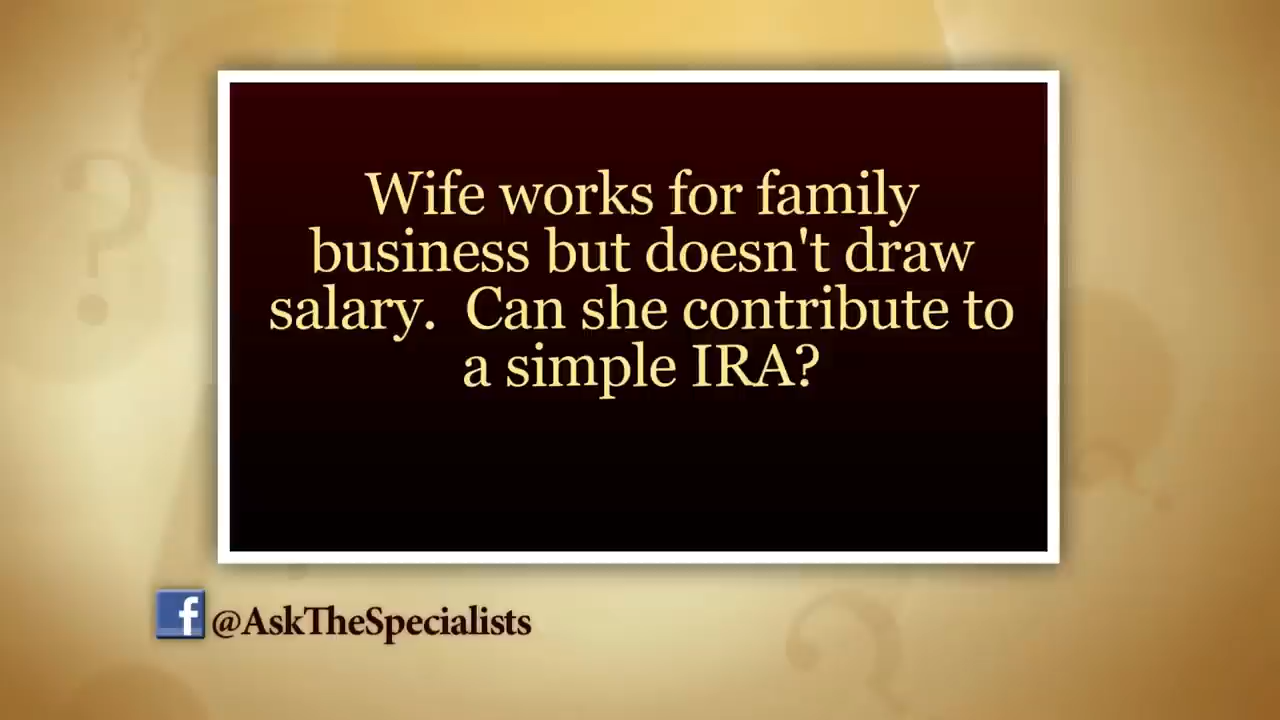 Wife works for family
business but doesn't draw
salary.  Can she contribute to
a simple IRA?
f @AskTheSpecialists